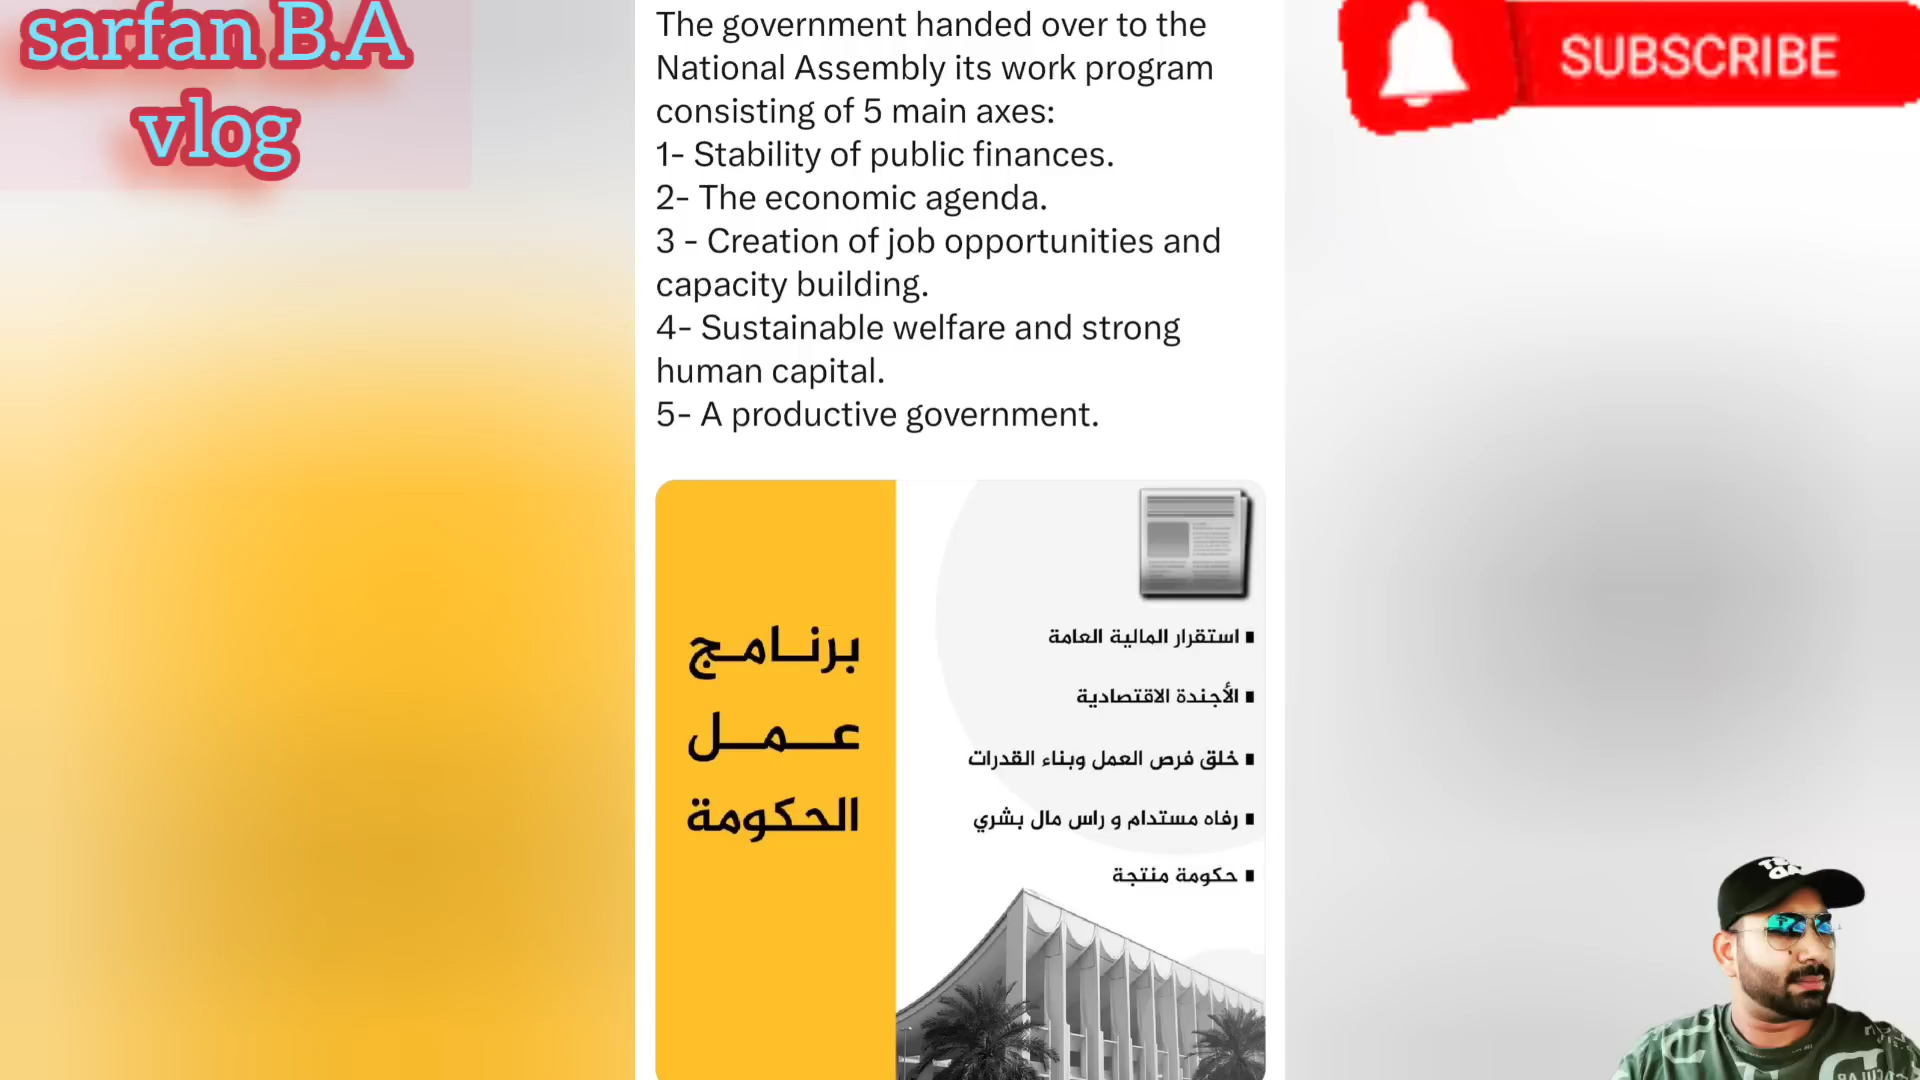 sarfan B.A
vlog
SUBSCRIBE
The government handed over to the
National Assembly its work program
consisting of 5 main axes:
1- Stability of public finances.
2- The economic agenda.
3 - Creation of job opportunities and
capacity building.
4- Sustainable welfare and strong
human capital.
5- A productive government.
برنامج
عمل
الحكومة
استقرار المالية العامة
الأجندة الاقتصادية
خلق فرص العمل وبناء القدرات
رفاه مستدام و راس مال بشري
حكومة منتجة